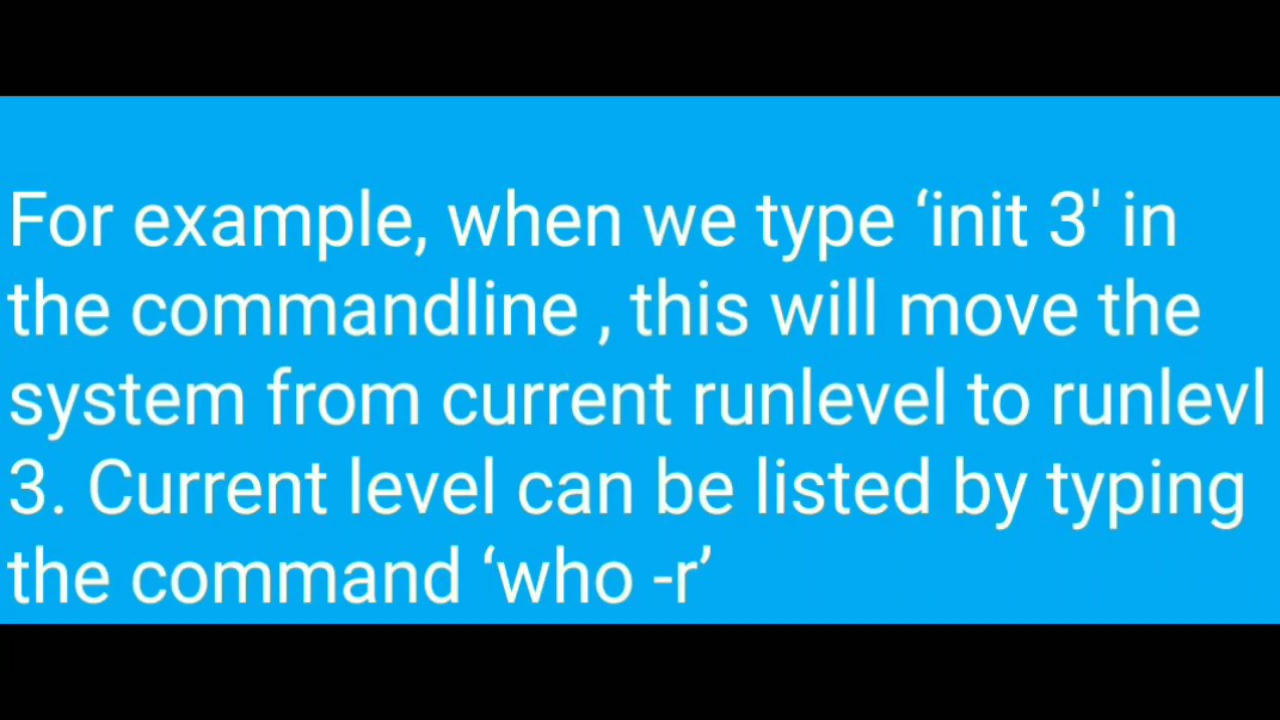 For example, when we type ‘init 3' in
the commandline , this will move the
system from current runlevel to runlevl
3. Current level can be listed by typing
the command ‘who -r’